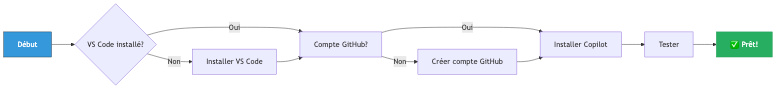 Début
VS Code installé?
Oui
Non
Installer VS Code
Compte GitHub?
Oui
Non
Créer compte GitHub
Installer Copilot
Tester
✅ Prêt!